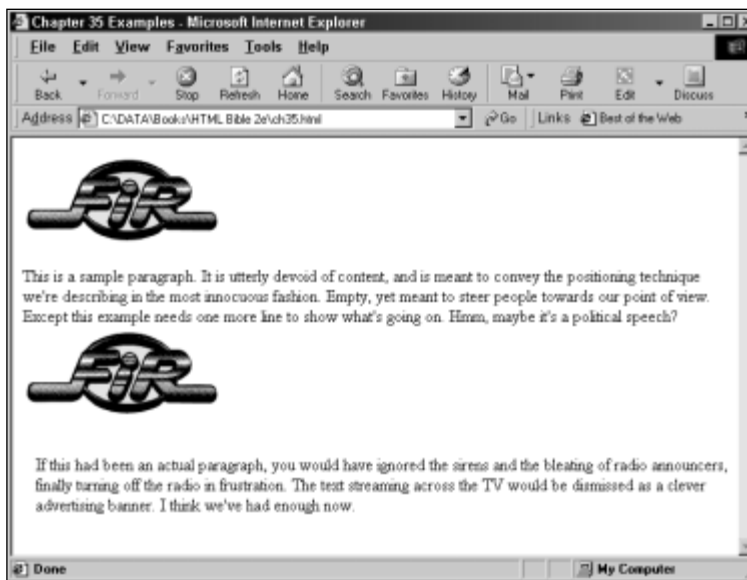 Chapter 35 Examples - Microsoft Internet Explorer
File Edit View Favorites Tools Help
Back Forward Stop Refresh Home Search Favorites History Mail Print Edit Discuss
Address C:\DATA\Books\HTML Bible 2e\ch35.html Go Links Best of the Web
FiR
This is a sample paragraph. It is utterly devoid of content, and is meant to convey the positioning technique
we're describing in the most innocuous fashion. Empty, yet meant to steer people towards our point of view.
Except this example needs one more line to show what's going on. Hmm, maybe it's a political speech?
FiR
If this had been an actual paragraph, you would have ignored the sirens and the bleating of radio announcers,
finally turning off the radio in frustration. The text streaming across the TV would be dismissed as a clever
advertising banner. I think we've had enough now.
Done My Computer